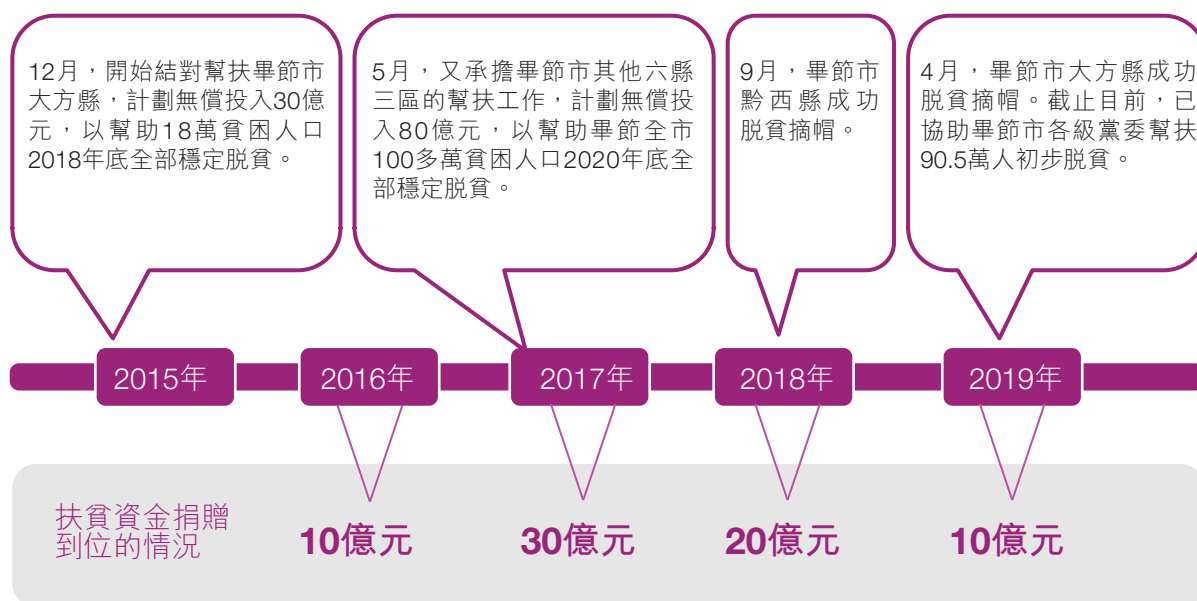 12月，開始結對幫扶畢節市
大方縣，計劃無償投入30億
元，以幫助18萬貧困人口
2018年底全部穩定脫貧。
5月，又承擔畢節市其他六縣
三區的幫扶工作，計劃無償投
入80億元，以幫助畢節全市
100多萬貧困人口2020年底全
部穩定脫貧。
9月，畢節市
黔西縣成功
脫貧摘帽。
4月，畢節市大方縣成功
脫貧摘帽。截止目前，已
協助畢節市各級黨委幫扶
90.5萬人初步脫貧。
2015年
2016年
2017年
2018年
2019年
扶貧資金捐贈
到位的情況
10億元
30億元
20億元
10億元